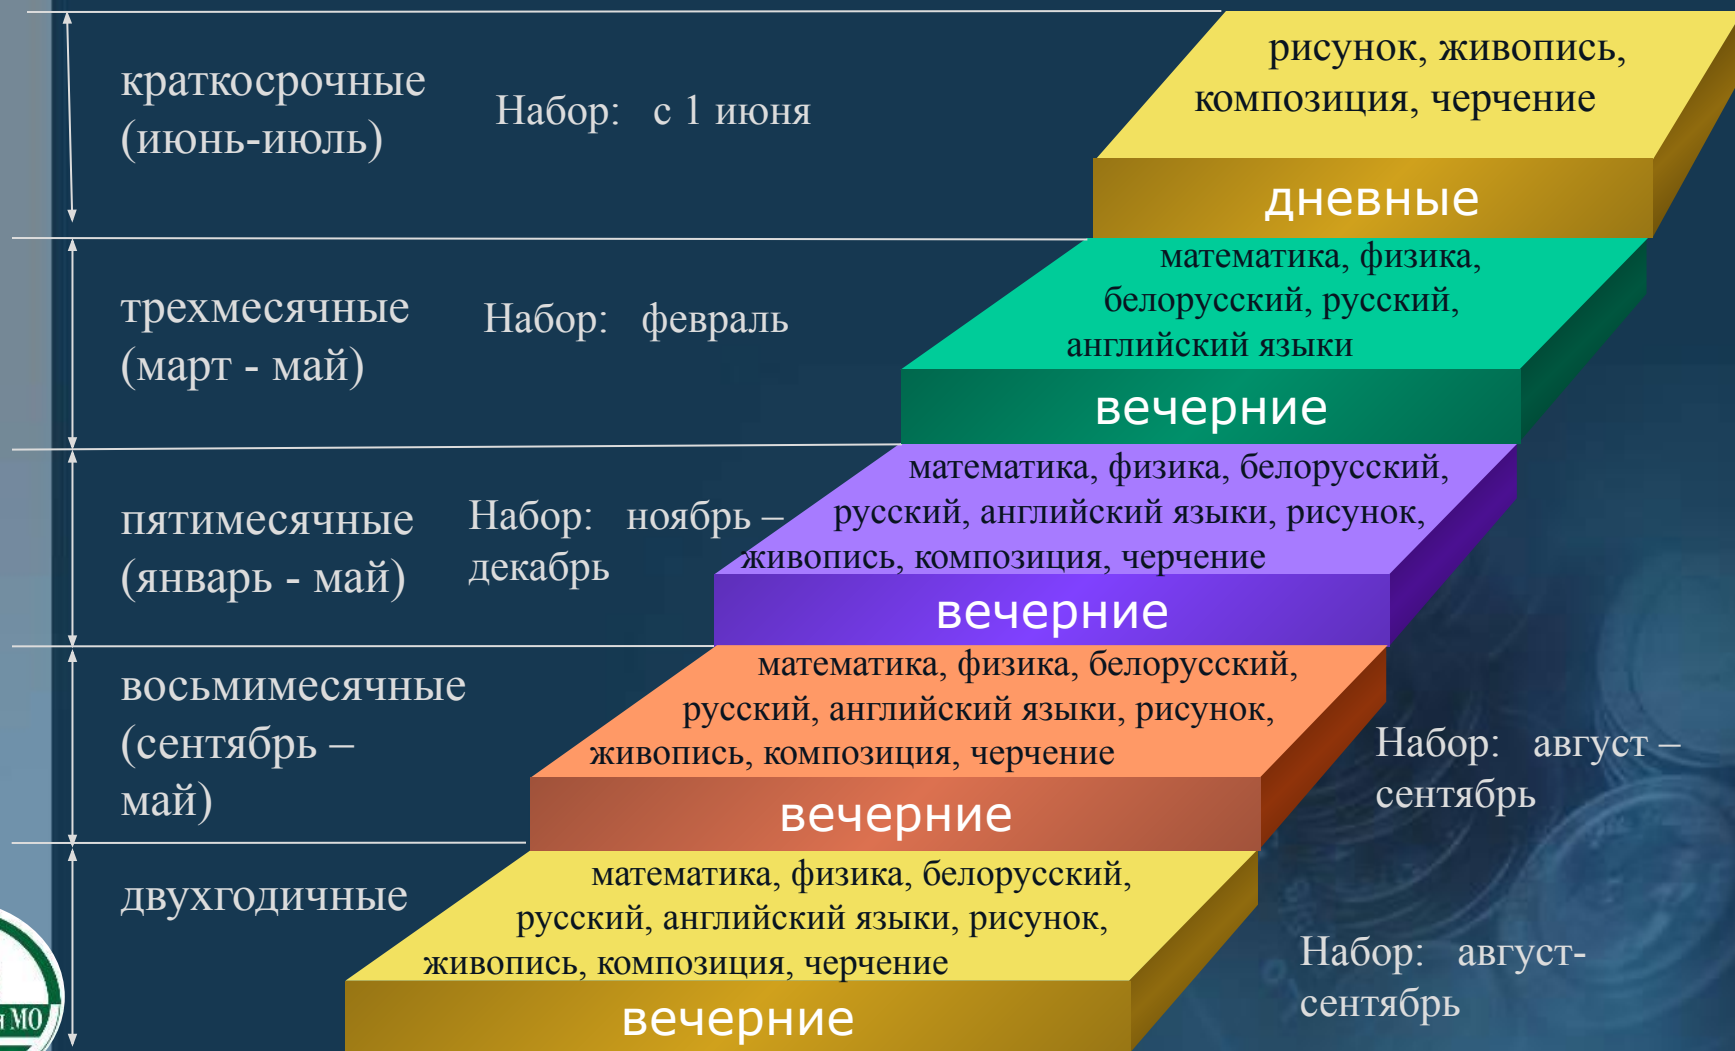 рисунок, живопись,
композиция, черчение
краткосрочные
(июнь-июль)
Набор: с 1 июня
дневные
математика, физика,
белорусский, русский,
английский языки
трехмесячные
(март - май)
Набор: февраль
вечерние
математика, физика, белорусский,
русский, английский языки, рисунок,
живопись, композиция, черчение
пятимесячные
(январь - май)
Набор: ноябрь –
декабрь
вечерние
математика, физика, белорусский,
русский, английский языки, рисунок,
живопись, композиция, черчение
восьмимесячные
(сентябрь –
май)
Набор: август –
сентябрь
вечерние
математика, физика, белорусский,
русский, английский языки, рисунок,
живопись, композиция, черчение
двухгодичные
Набор: август-
сентябрь
вечерние
МО